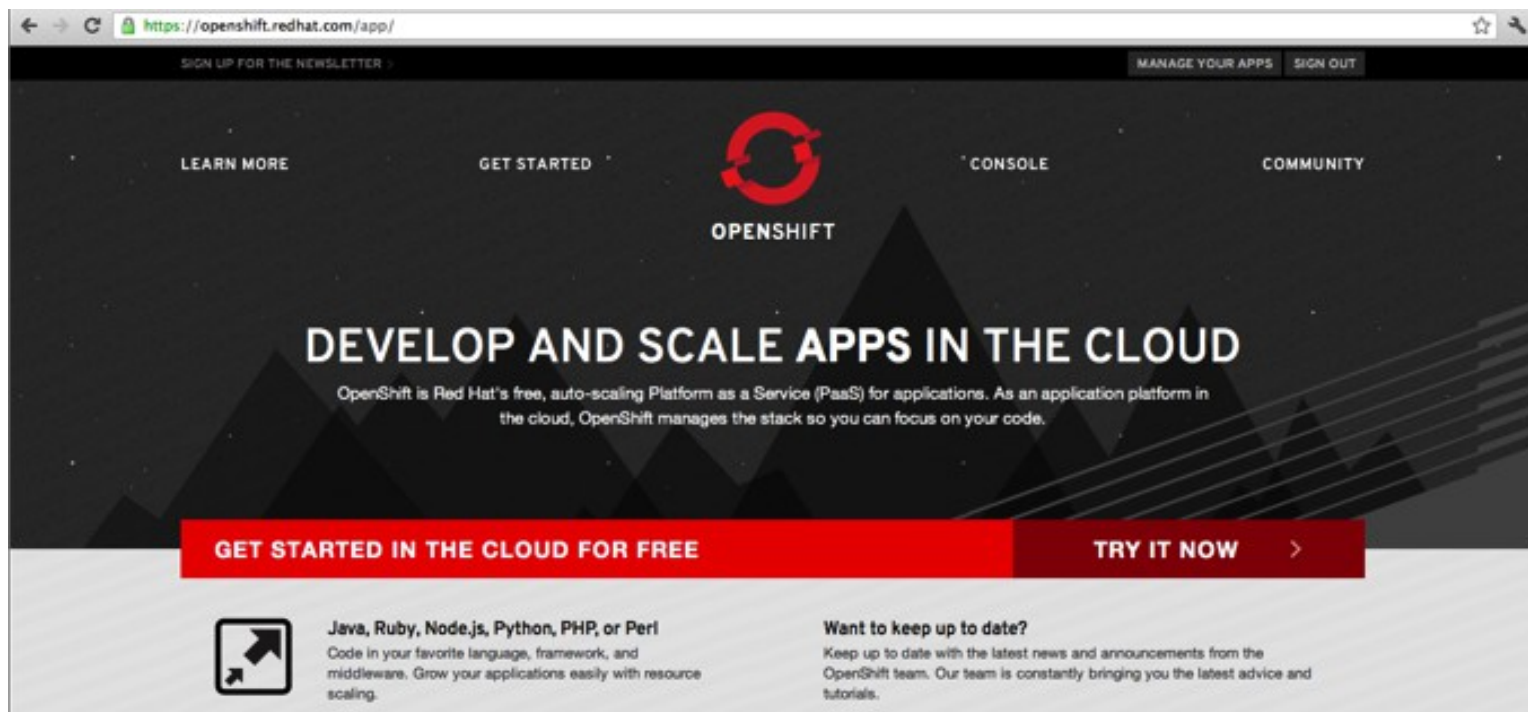 https://openshift.redhat.com/app/
SIGN UP FOR THE NEWSLETTER >
MANAGE YOUR APPS
SIGN OUT
LEARN MORE
GET STARTED
CONSOLE
COMMUNITY
OPENSHIFT
DEVELOP AND SCALE APPS IN THE CLOUD
OpenShift is Red Hat's free, auto-scaling Platform as a Service (PaaS) for applications. As an application platform in
the cloud, OpenShift manages the stack so you can focus on your code.
GET STARTED IN THE CLOUD FOR FREE
TRY IT NOW >
Java, Ruby, Node.js, Python, PHP, or Perl
Code in your favorite language, framework, and
middleware. Grow your applications easily with resource
scaling.
Want to keep up to date?
Keep up to date with the latest news and announcements from the
OpenShift team. Our team is constantly bringing you the latest advice and
tutorials.